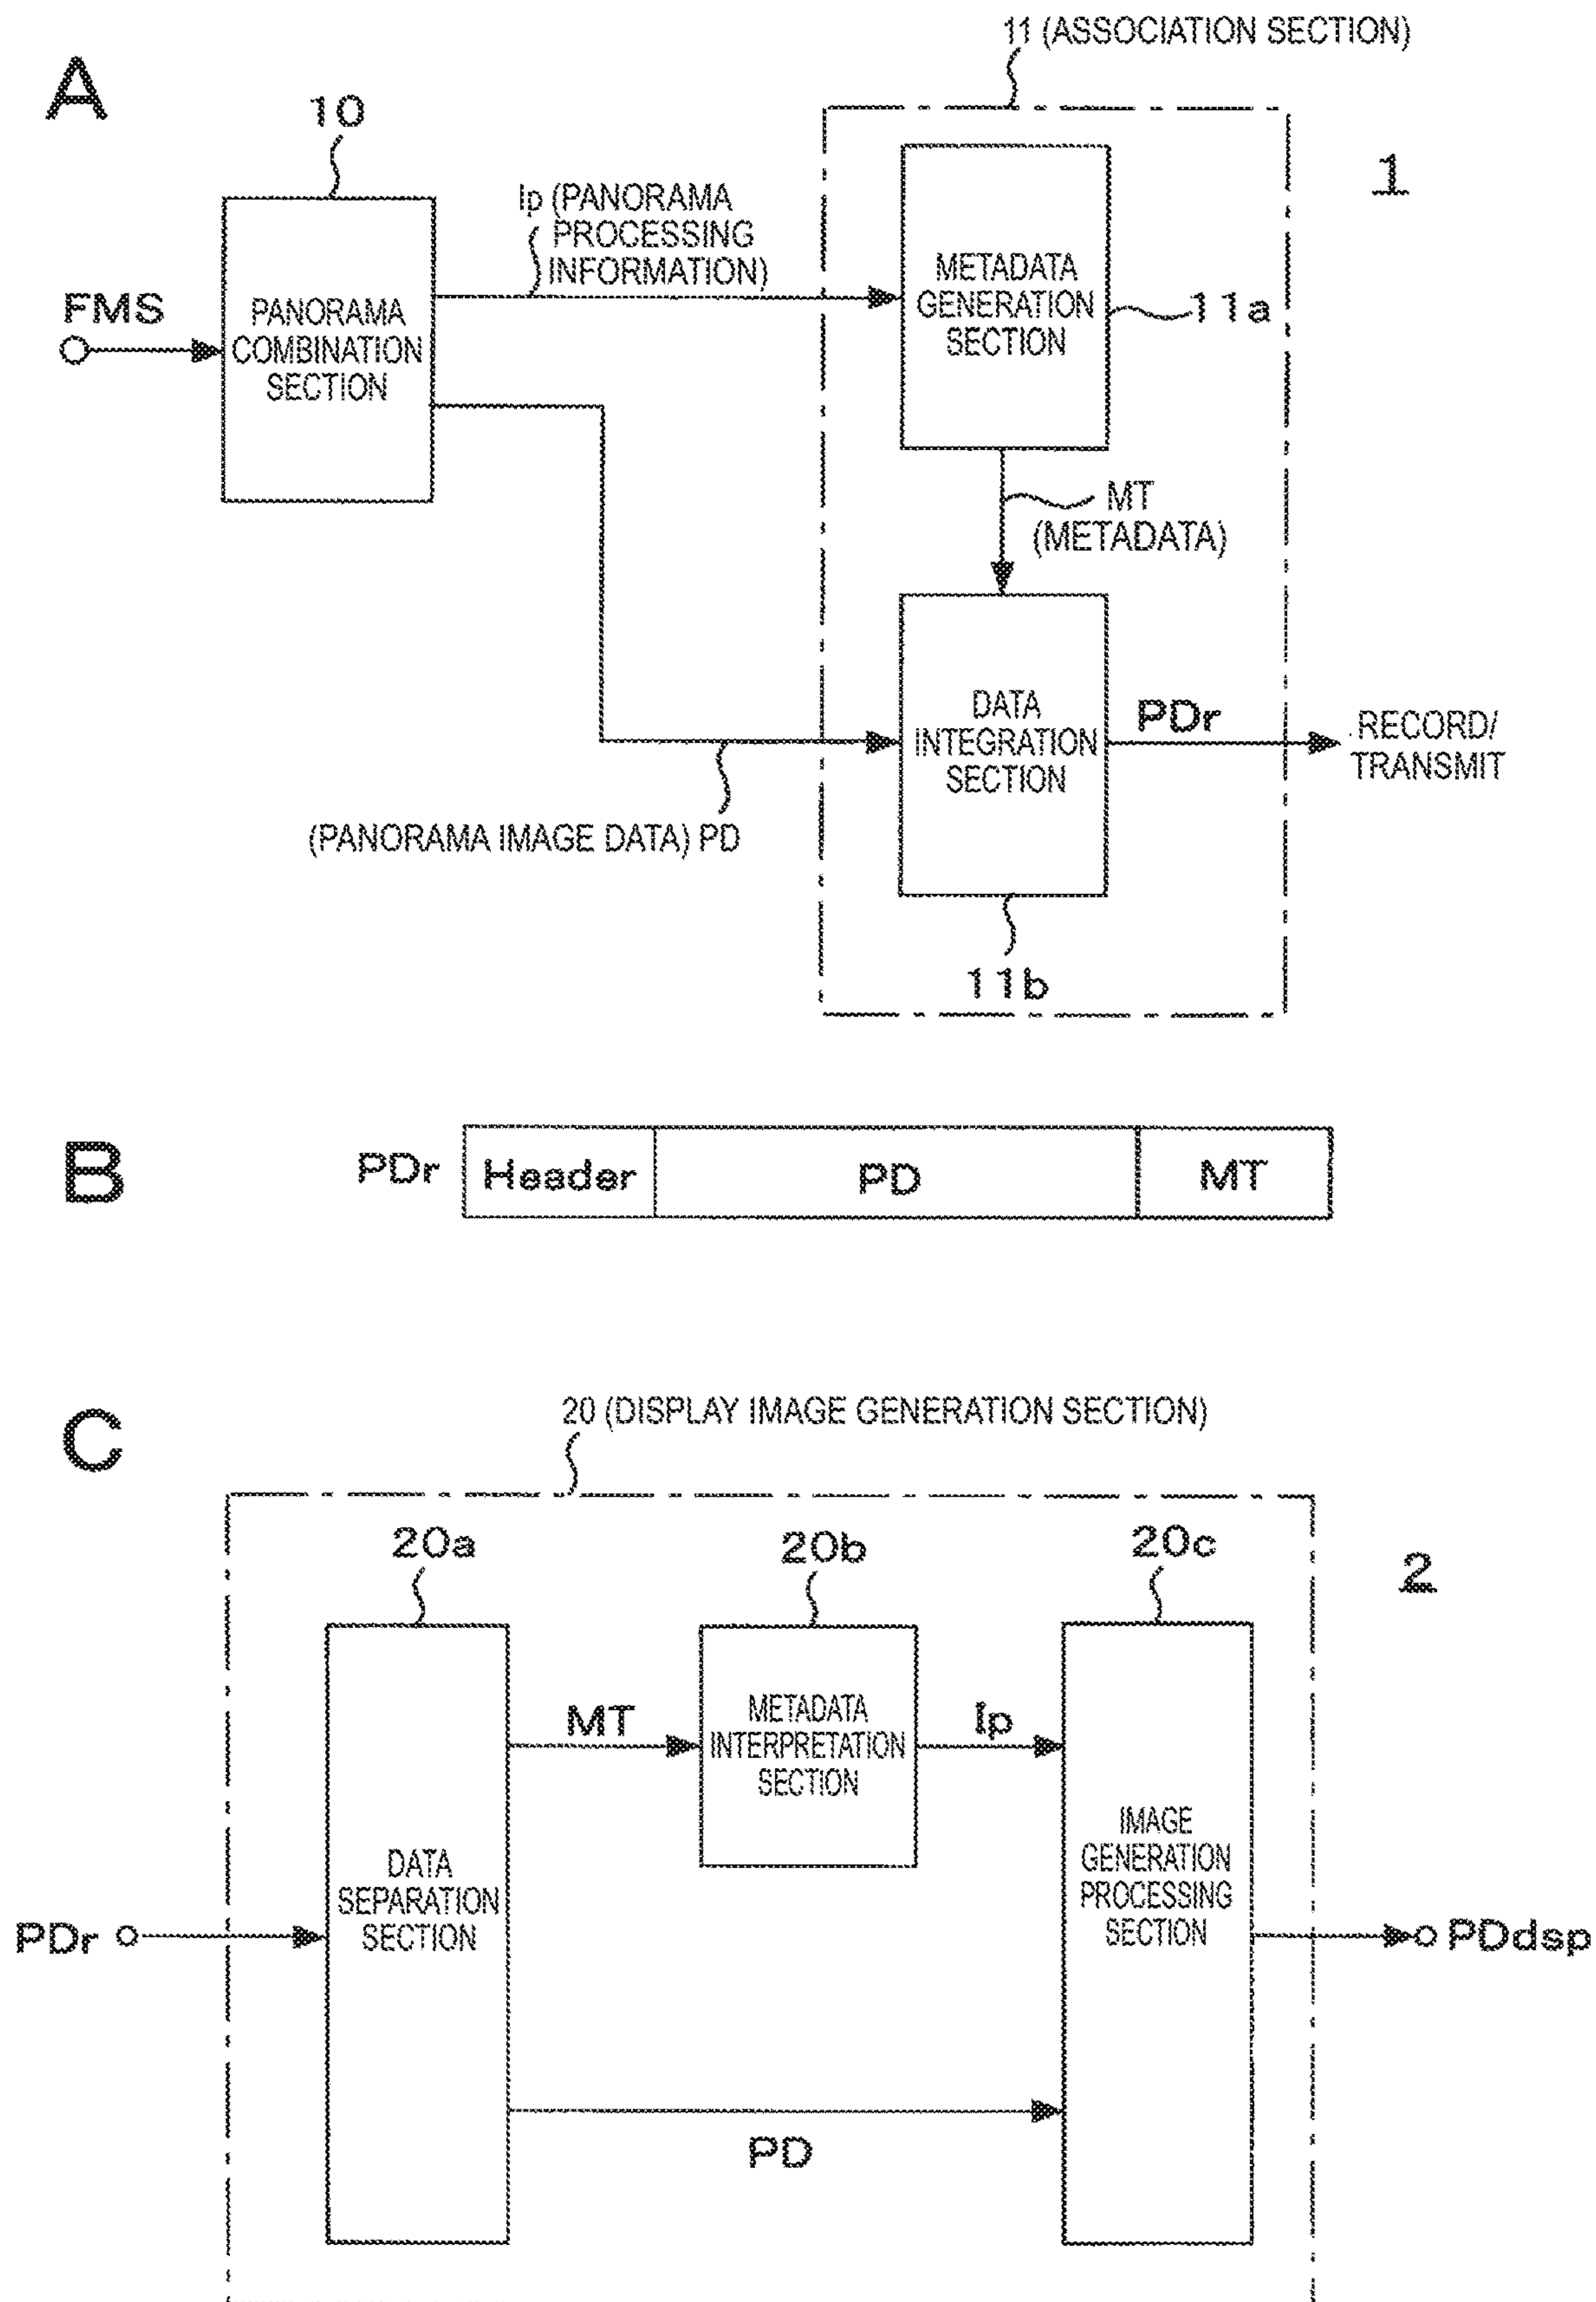 11 (ASSOCIATION SECTION)
A
10
1
Ip (PANORAMA
PROCESSING
INFORMATION)
METADATA
GENERATION
SECTION
11a
FMS
PANORAMA
COMBINATION
SECTION
MT
(METADATA)
DATA
INTEGRATION
SECTION
PDr
RECORD/
TRANSMIT
(PANORAMA IMAGE DATA) PD
11b
B
PDr
Header
PD
MT
C
20 (DISPLAY IMAGE GENERATION SECTION)
20a
20b
20c
2
MT
METADATA
INTERPRETATION
SECTION
Ip
IMAGE
GENERATION
PROCESSING
SECTION
DATA
SEPARATION
SECTION
PDr
PDdsp
PD